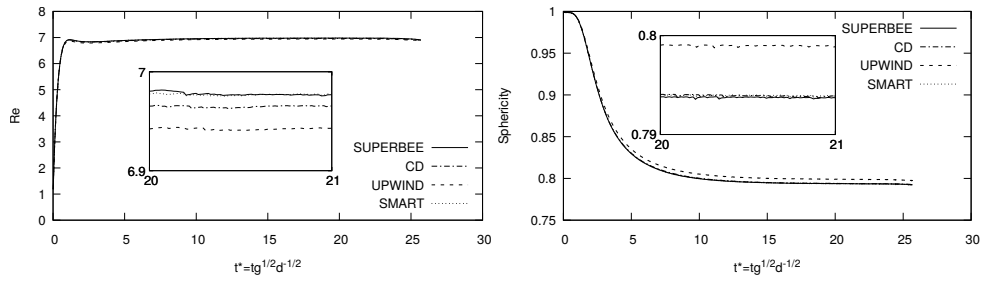 8
7
6
5
4
3
2
1
0
Re
0 5 10 15 20 25 30
t*=tg1/2d-1/2
7
6.9
20 21
SUPERBEE
CD
UPWIND
SMART
1
0.95
0.9
0.85
0.8
0.75
Sphericity
0 5 10 15 20 25 30
t*=tg1/2d-1/2
0.8
0.79
20 21
SUPERBEE
CD
UPWIND
SMART